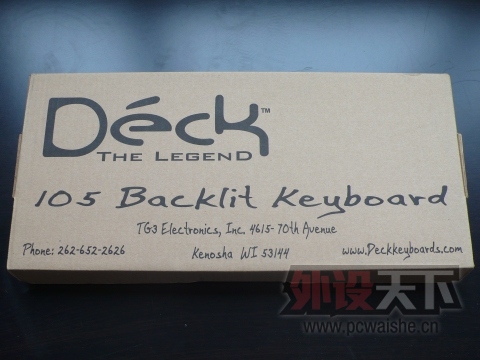 Déck™
THE LEGEND
105 Backlit Keyboard
TG3 Electronics, Inc. 4615-70th Avenue
Phone: 262-652-2626 Kenosha WI 53144 www.Deckkeyboards.com
外设天下
www.pcwaishe.cn